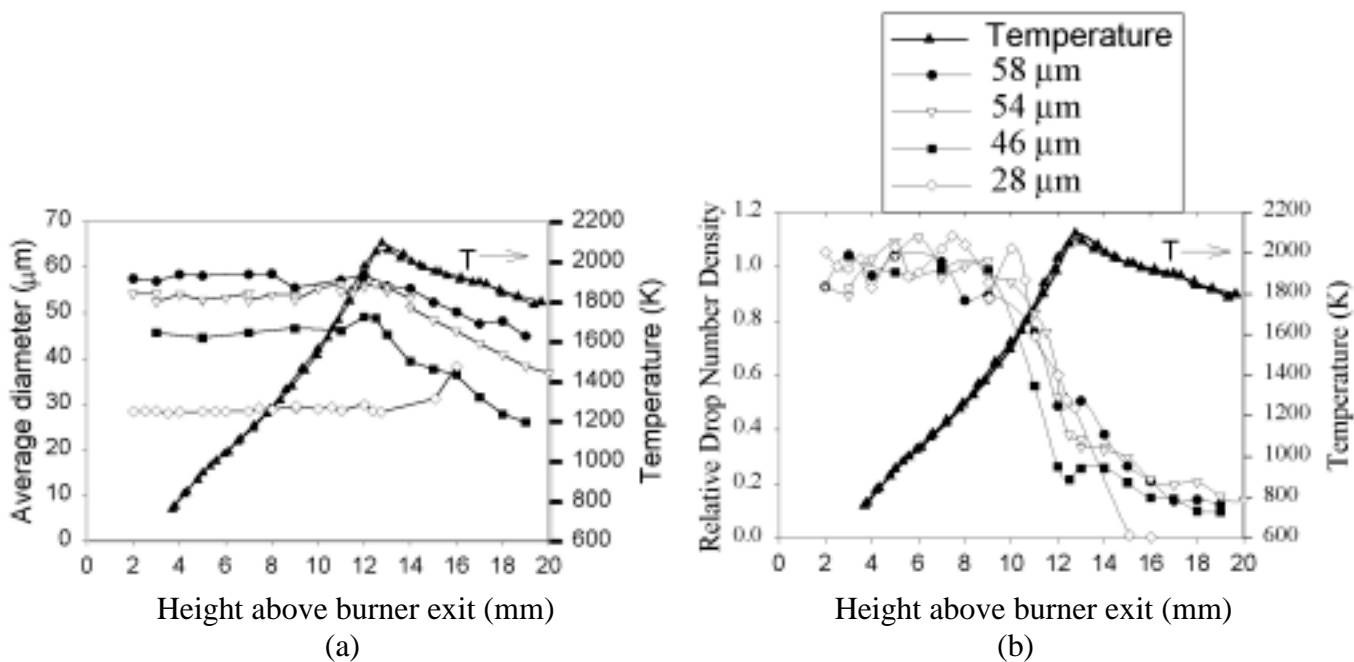 Temperature
58 µm
54 µm
46 µm
28 µm
Average diameter (µm)
70
60
50
40
30
20
10
0
0 2 4 6 8 10 12 14 16 18 20
T
2200
2000
1800
1600
1400
1200
1000
800
600
Temperature (K)
Height above burner exit (mm)
(a)
Relative Drop Number Density
1.2
1.0
0.8
0.6
0.4
0.2
0.0
0 2 4 6 8 10 12 14 16 18 20
T
2200
2000
1800
1600
1400
1200
1000
800
600
Temperature (K)
Height above burner exit (mm)
(b)